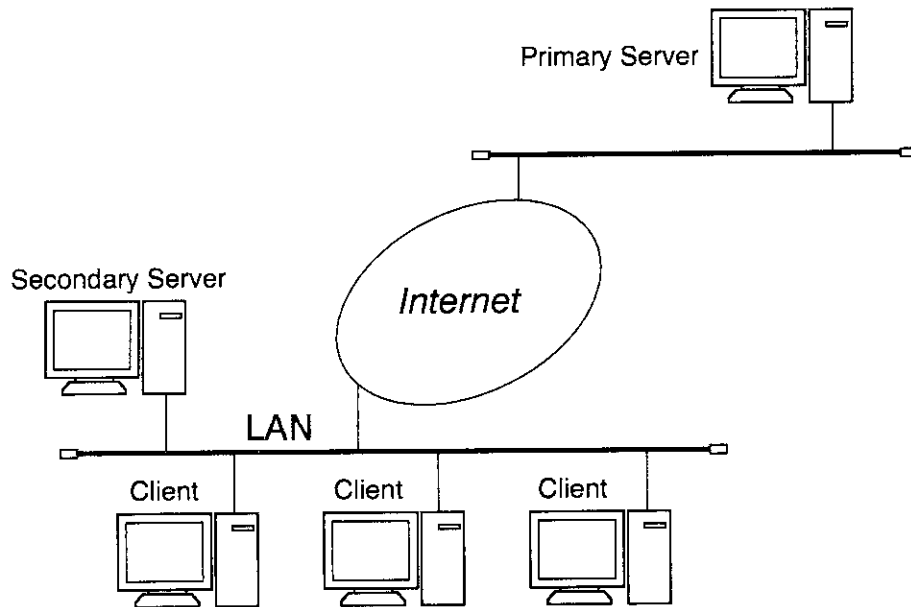 Primary Server
Internet
Secondary Server
LAN
Client
Client
Client